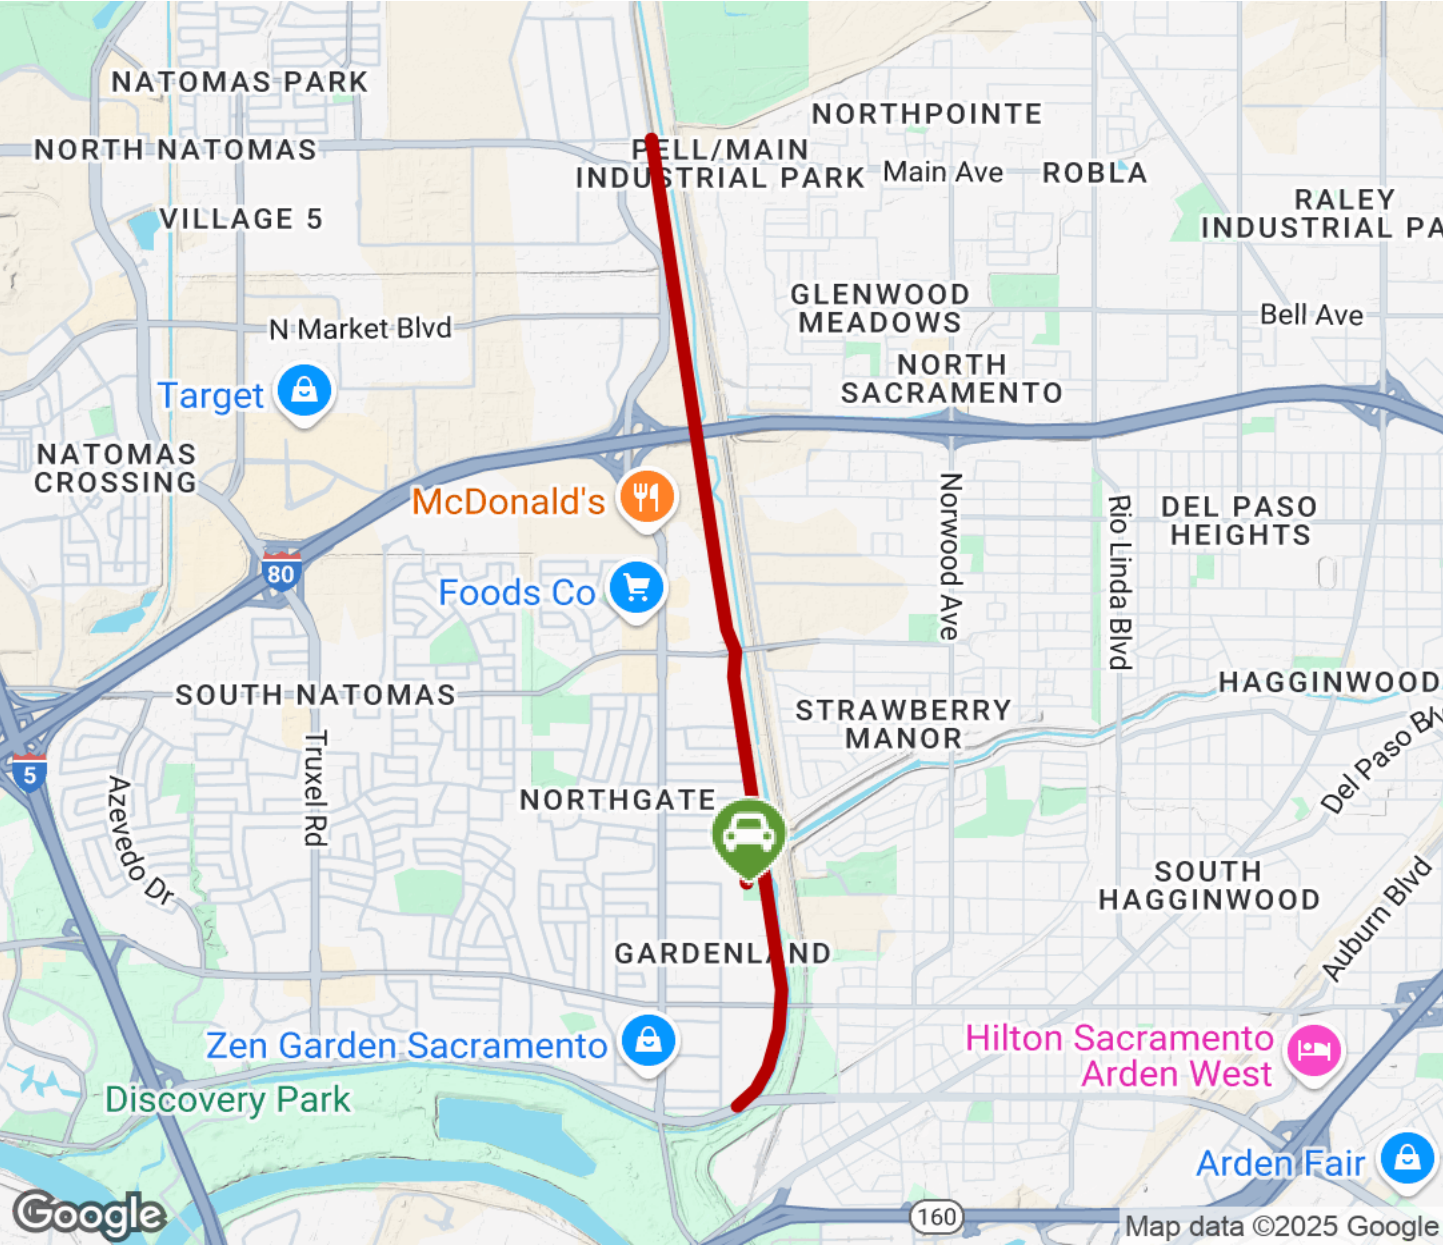 NATOMAS PARK
NORTHPOINTE
NORTH NATOMAS
PELL/MAIN
INDUSTRIAL PARK
Main Ave
ROBLA
RALEY
INDUSTRIAL PA
VILLAGE 5
GLENWOOD
MEADOWS
Bell Ave
N Market Blvd
NORTH
SACRAMENTO
Target
NATOMAS
CROSSING
McDonald's
Norwood Ave
Rio Linda Blvd
DEL PASO
HEIGHTS
80
Foods Co
SOUTH NATOMAS
HAGGINWOOD
STRAWBERRY
MANOR
Del Paso Blv
5
Truxel Rd
Azevedo Dr
NORTHGATE
SOUTH
HAGGINWOOD
Auburn Blvd
GARDENLAND
Zen Garden Sacramento
Hilton Sacramento
Arden West
Discovery Park
Arden Fair
Google
160
Map data ©2025 Google